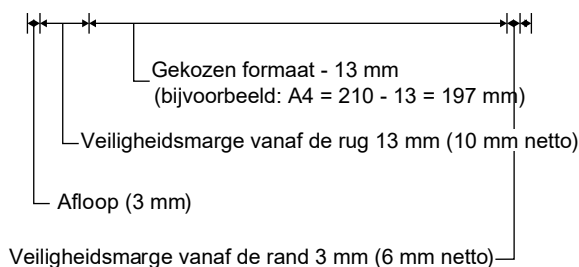 Gekozen formaat - 13 mm
(bijvoorbeeld: A4 = 210 - 13 = 197 mm)
Veiligheidsmarge vanaf de rug 13 mm (10 mm netto)
Afloop (3 mm)
Veiligheidsmarge vanaf de rand 3 mm (6 mm netto)